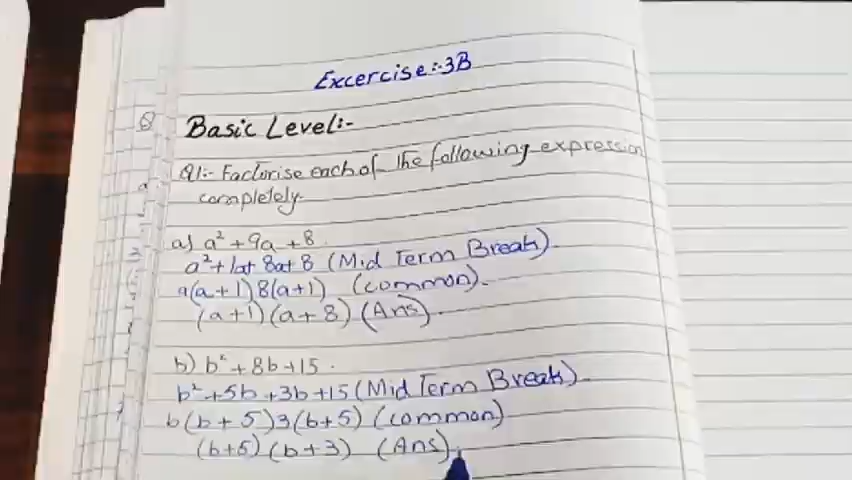 Excercise:-3B
Q Basic Level:-
Q1:- Factorise each of the following expression
completely.
a) a² + 9a + 8.
a² + 1a + 8a + 8 (Mid Term Break)
a(a + 1) 8(a+1) (common).
(a+1) (a + 8) (Ans).
b) b² + 8b + 15.
b² + 5b + 3b + 15 (Mid Term Break).
b(b + 5) 3(b+5) (common)
(b+5) (b+3) (Ans).